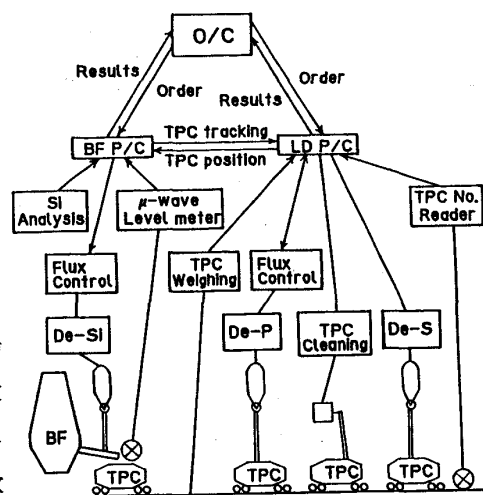 O/C
Results
Order
Order
Results
TPC tracking
BF P/C
LD P/C
TPC position
Si
Analysis
μ-wave
Level meter
TPC No.
Reader
Flux
Control
TPC
Weighing
Flux
Control
De-Si
De-P
TPC
Cleaning
De-S
BF
TPC
TPC
TPC
TPC